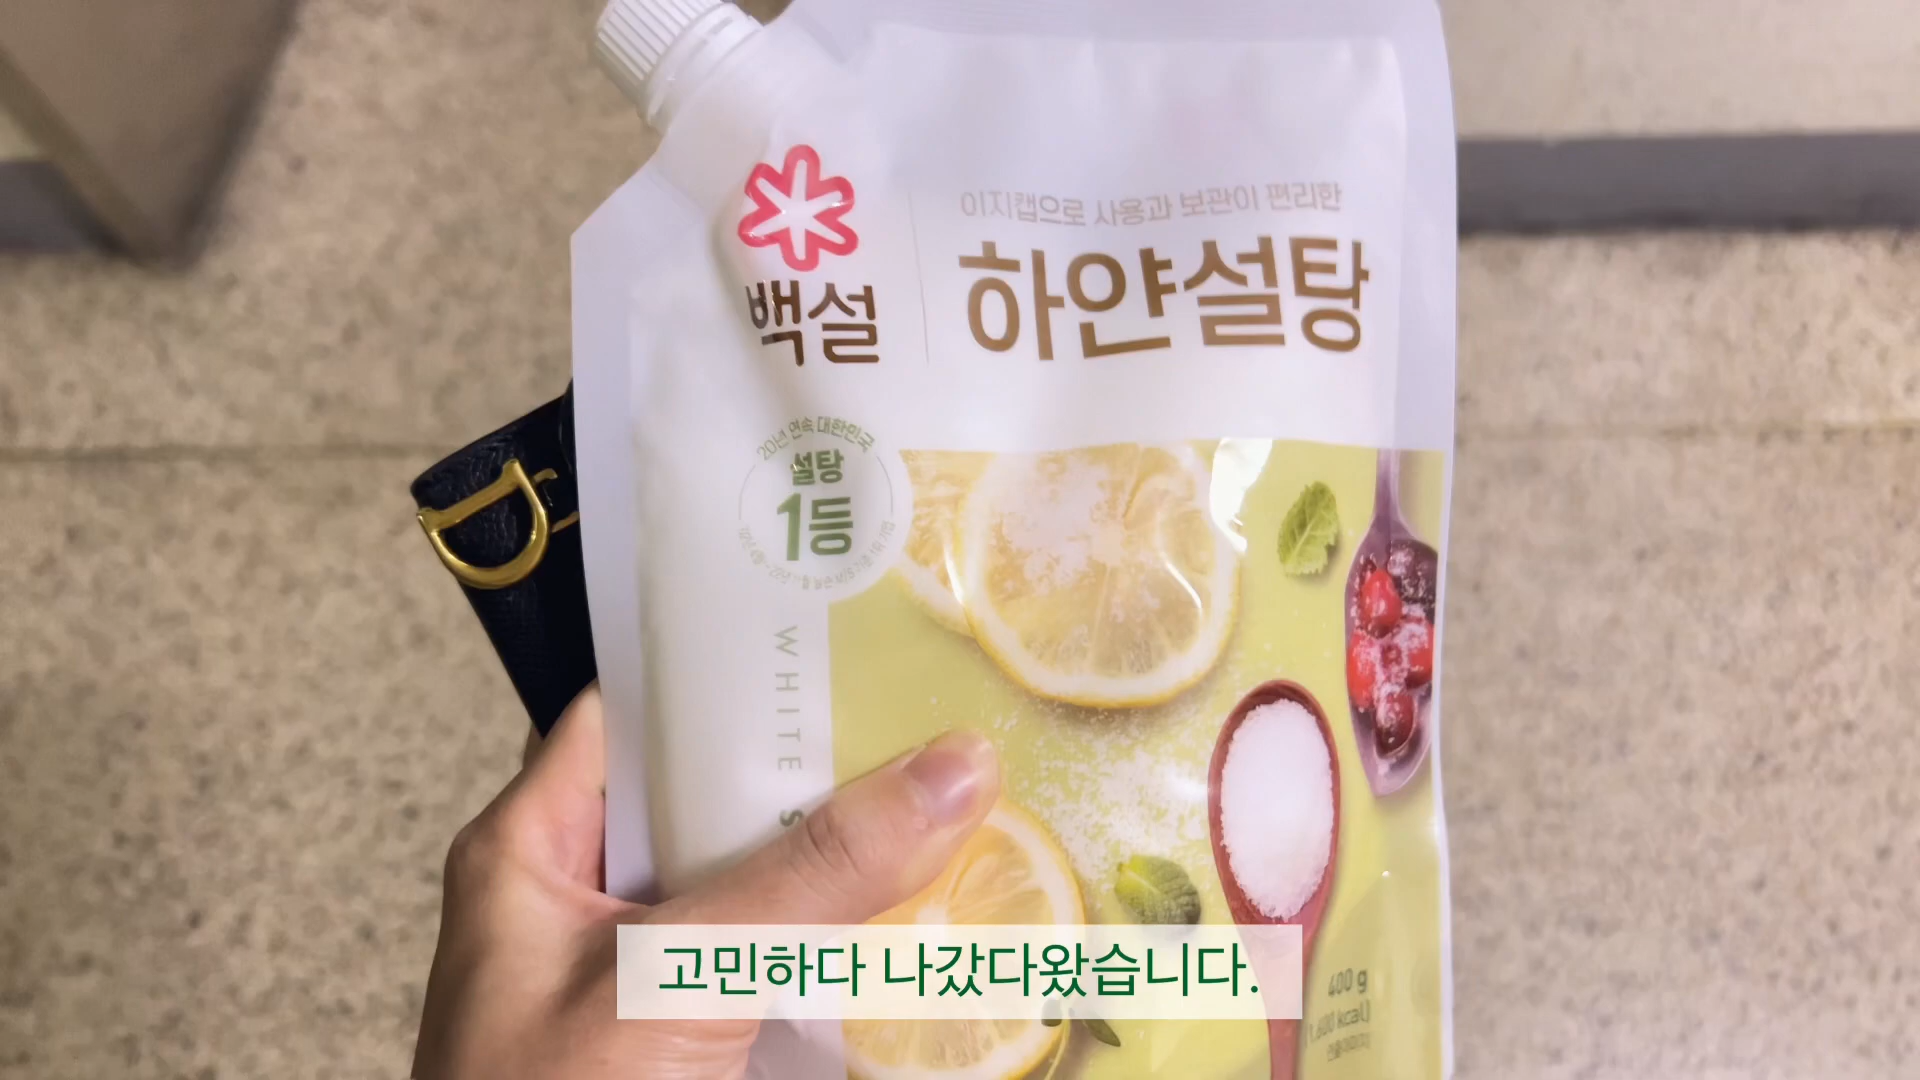 이지캡으로 사용과 보관이 편리한
백설
하얀설탕
20년 연속 대한민국
설탕
1등
WHITE S
고민하다 나갔다왔습니다.
400 g